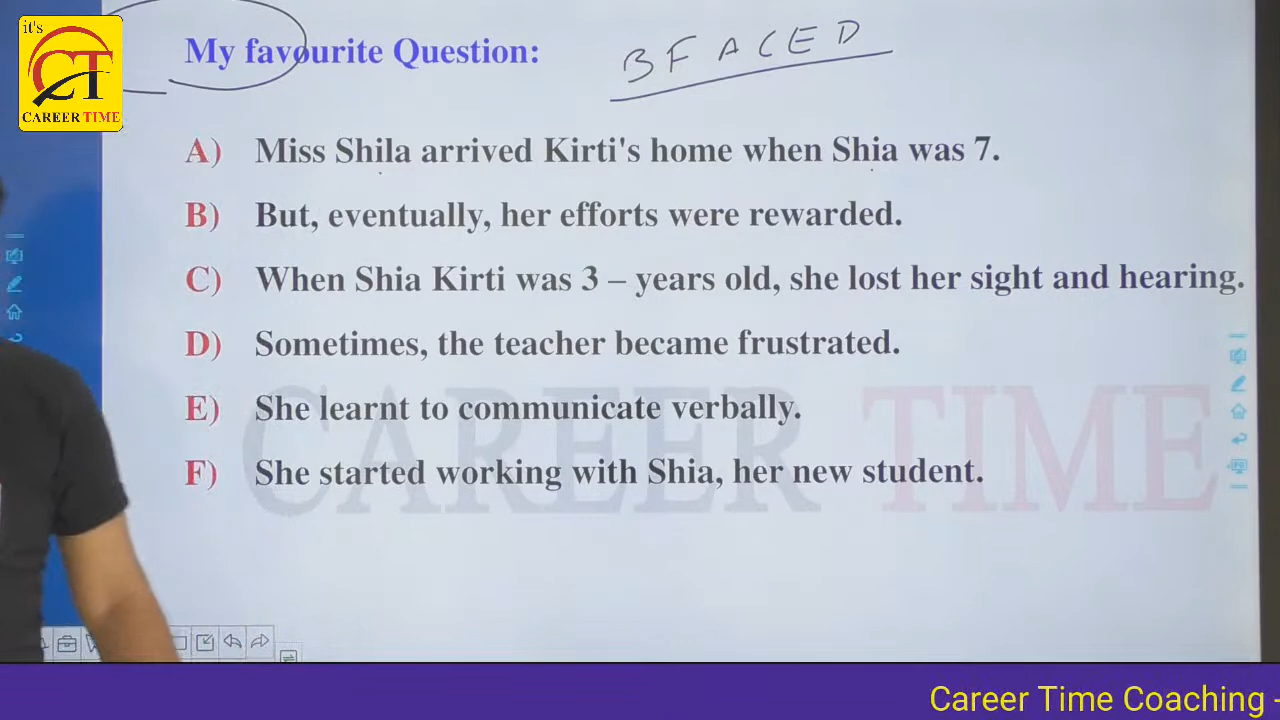 it's
CT
CAREER TIME
My favourite Question:
B F A C E D
A) Miss Shila arrived Kirti's home when Shia was 7.
B) But, eventually, her efforts were rewarded.
C) When Shia Kirti was 3 – years old, she lost her sight and hearing.
D) Sometimes, the teacher became frustrated.
E) She learnt to communicate verbally.
F) She started working with Shia, her new student.
CAREER TIME
Career Time Coaching -